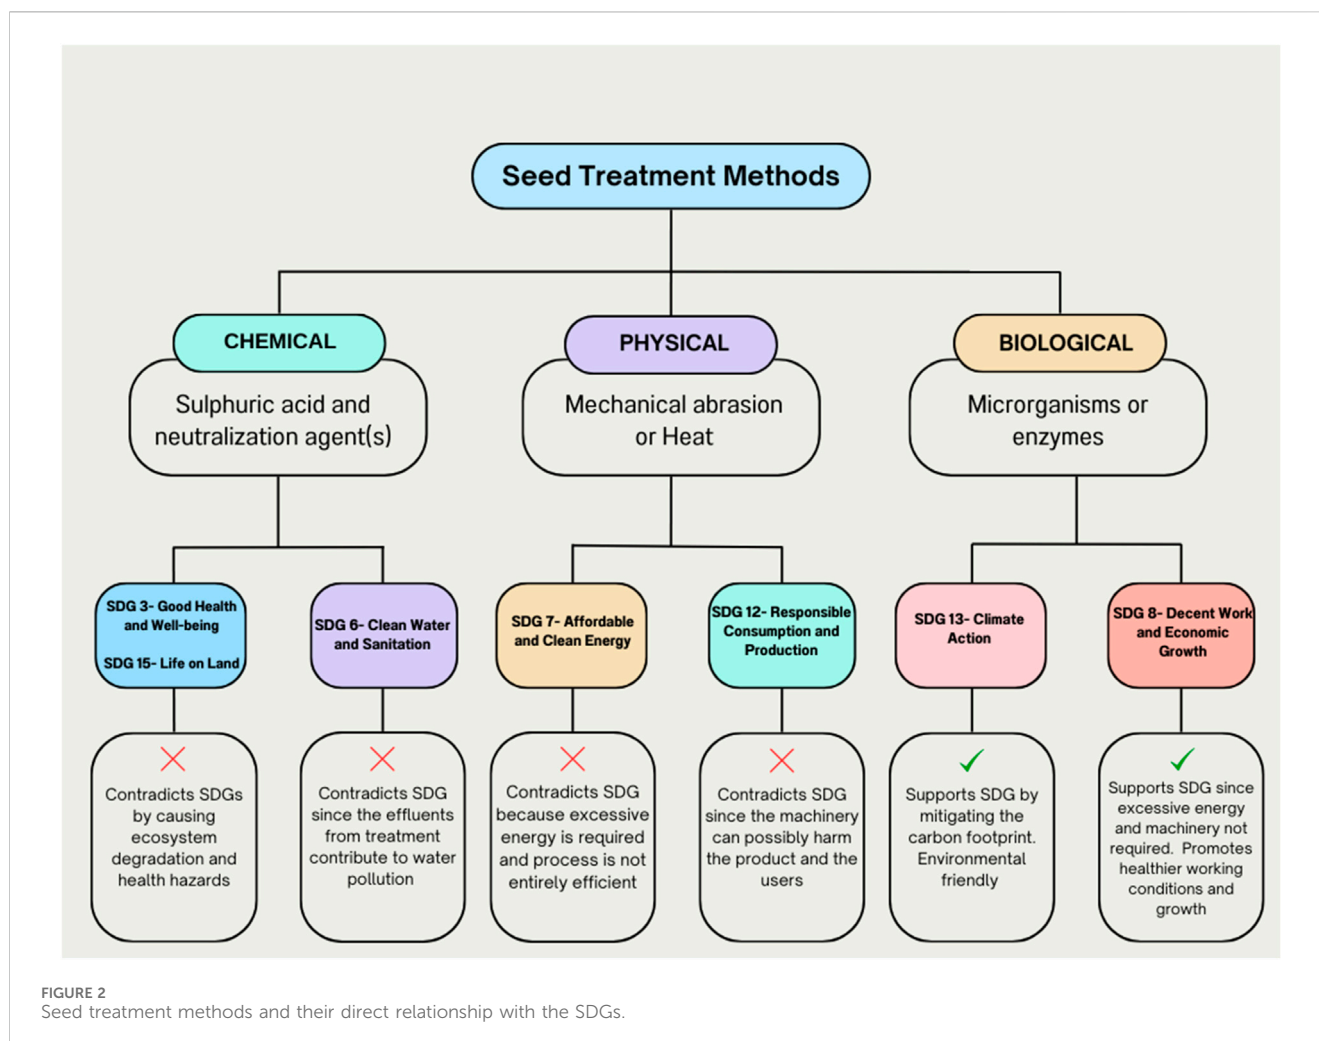 Seed Treatment Methods
CHEMICAL
Sulphuric acid and
neutralization agent(s)
PHYSICAL
Mechanical abrasion
or Heat
BIOLOGICAL
Microrganisms or
enzymes
SDG 3- Good Health
and Well-being
SDG 15- Life on Land
SDG 6- Clean Water
and Sanitation
SDG 7- Affordable
and Clean Energy
SDG 12- Responsible
Consumption and
Production
SDG 13- Climate
Action
SDG 8- Decent Work
and Economic
Growth
Contradicts SDGs
by causing
ecosystem
degradation and
health hazards
Contradicts SDG
since the effluents
from treatment
contribute to water
pollution
Contradicts SDG
because excessive
energy is required
and process is not
entirely efficient
Contradicts SDG
since the machinery
can possibly harm
the product and the
users
Supports SDG by
mitigating the
carbon footprint.
Environmental
friendly
Supports SDG since
excessive energy
and machinery not
required. Promotes
healthier working
conditions and
growth
FIGURE 2
Seed treatment methods and their direct relationship with the SDGs.